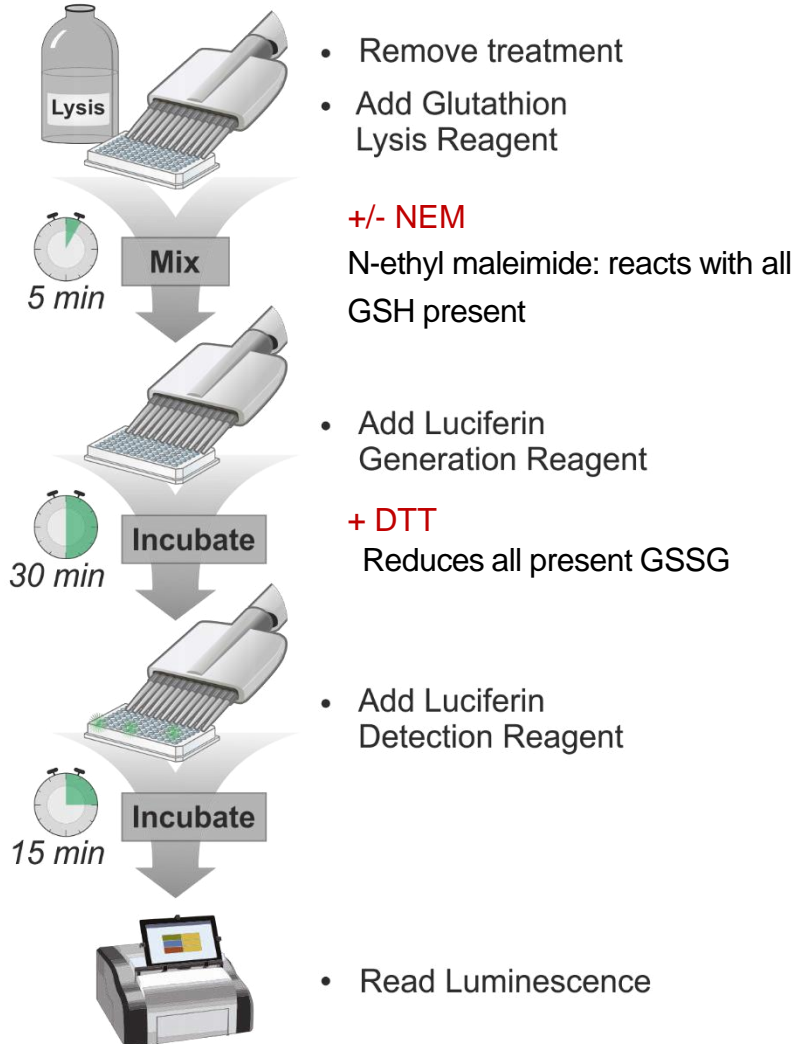 Lysis
• Remove treatment
• Add Glutathion
Lysis Reagent
5 min
Mix
+/- NEM
N-ethyl maleimide: reacts with all
GSH present
• Add Luciferin
Generation Reagent
30 min
Incubate
+ DTT
Reduces all present GSSG
• Add Luciferin
Detection Reagent
15 min
Incubate
• Read Luminescence